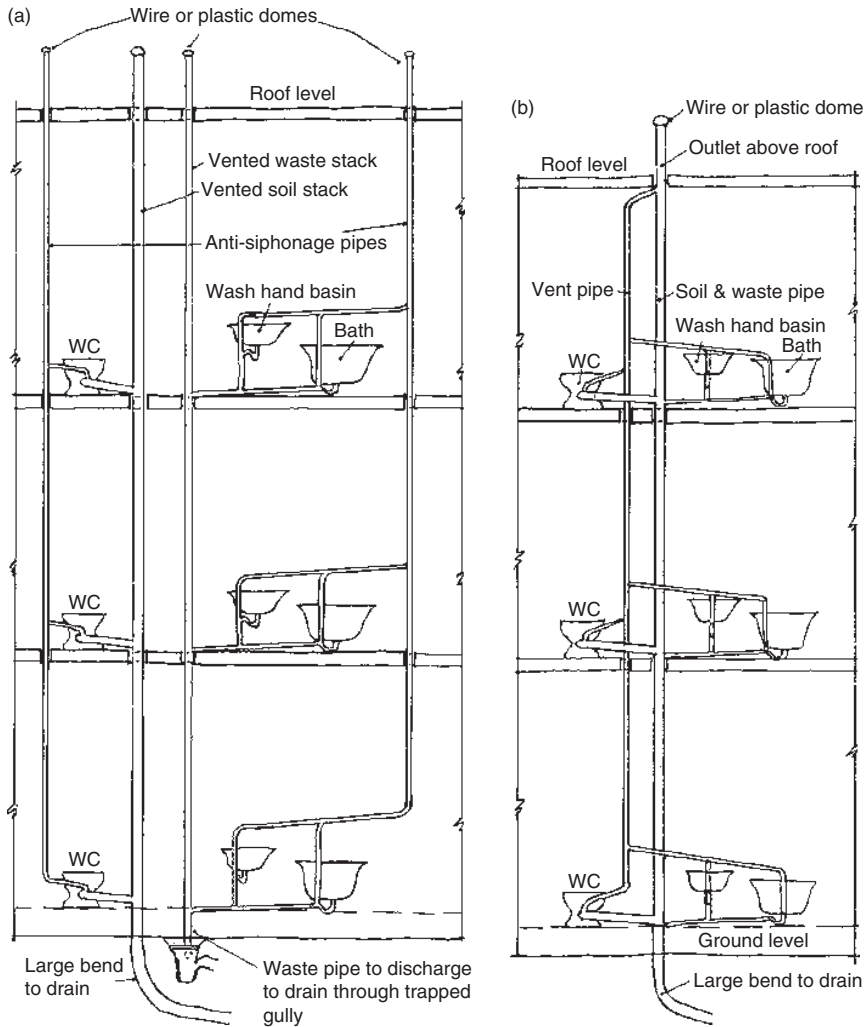 (a)
Wire or plastic domes
Roof level
Vented waste stack
Vented soil stack
Anti-siphonage pipes
Wash hand basin
WC
Bath
WC
WC
Large bend
to drain
Waste pipe to discharge
to drain through trapped
gully
(b)
Wire or plastic dome
Outlet above roof
Roof level
Vent pipe
Soil & waste pipe
Wash hand basin
WC
Bath
WC
WC
Ground level
Large bend to drain